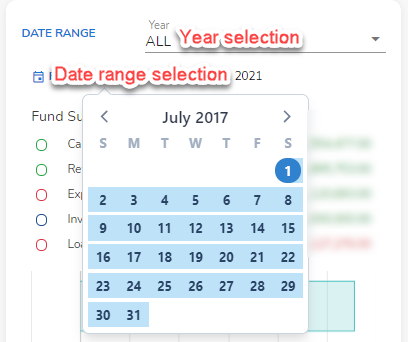 DATE RANGE
Year
ALL
Year selection
Date range selection
2021
Fund Su
July 2017
S M T W T F S
Ca
1
Re
2 3 4 5 6 7 8
Exp
9 10 11 12 13 14 15
Inv
16 17 18 19 20 21 22
Loa
23 24 25 26 27 28 29
30 31